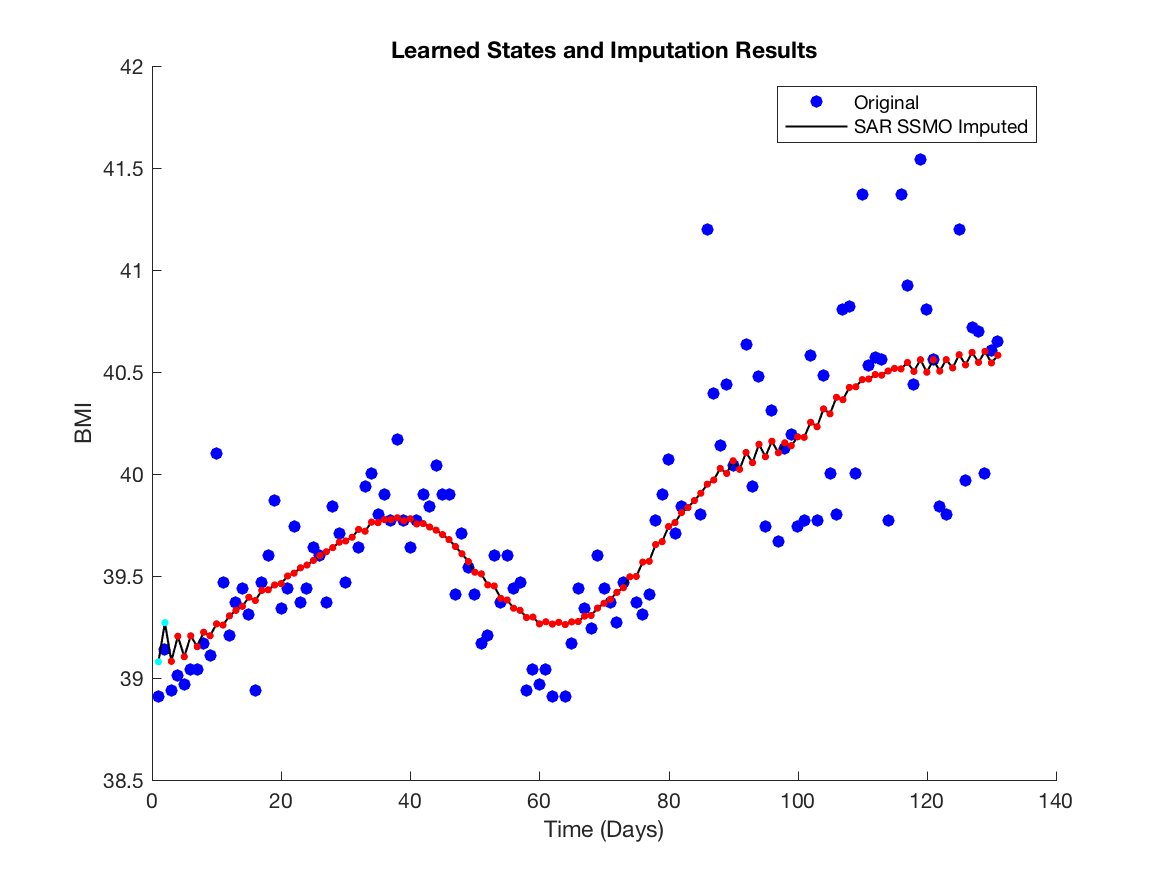 Learned States and Imputation Results
Original
SAR SSMO Imputed
42
41.5
41
40.5
40
39.5
39
38.5
BMI
0 20 40 60 80 100 120 140
Time (Days)